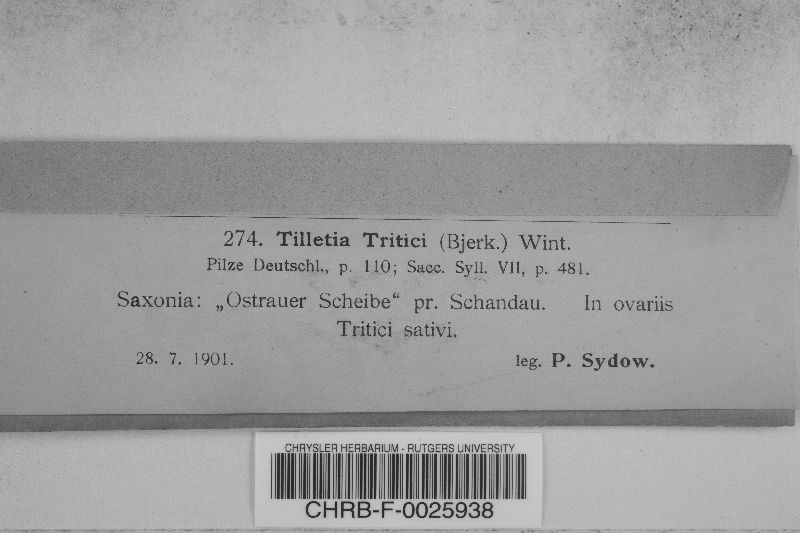 274. Tilletia Tritici (Bjerk.) Wint.
Pilze Deutschl., p. 110; Sacc. Syll. VII, p. 481.
Saxonia: „Ostrauer Scheibe“ pr. Schandau. In ovariis
Tritici sativi.
28. 7. 1901. leg. P. Sydow.
CHRYSLER HERBARIUM - RUTGERS UNIVERSITY
CHRB-F-0025938